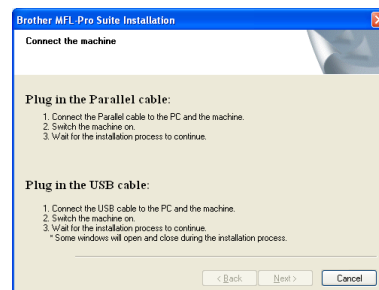 Brother MFL-Pro Suite Installation
Connect the machine
Plug in the Parallel cable:
1. Connect the Parallel cable to the PC and the machine.
2. Switch the machine on.
3. Wait for the installation process to continue.
Plug in the USB cable:
1. Connect the USB cable to the PC and the machine.
2. Switch the machine on.
3. Wait for the installation process to continue.
* Some windows will open and close during the installation process.
< Back Next > Cancel